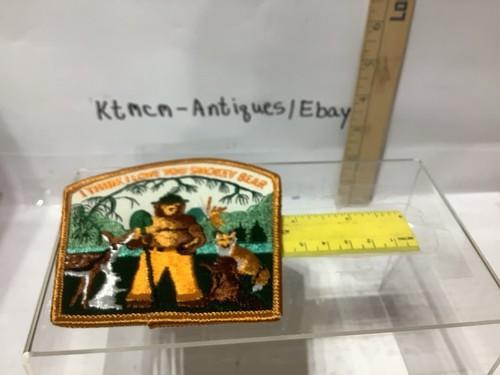 Ktmcm-Antiques/Ebay
I THINK I LOVE YOU SMOKEY BEAR